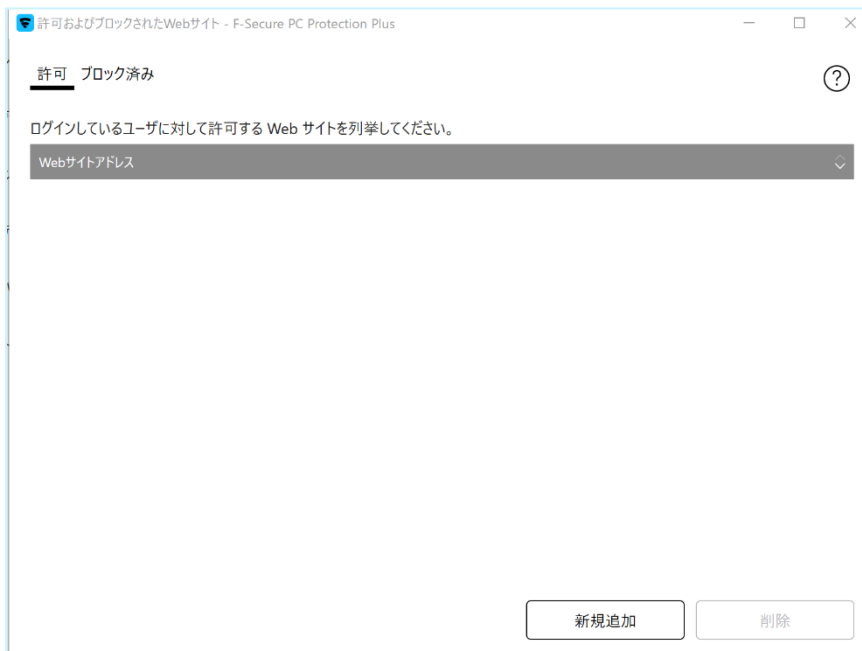 許可およびブロックされたWebサイト - F-Secure PC Protection Plus
許可 ブロック済み
?
ログインしているユーザに対して許可する Web サイトを列挙してください。
Webサイトアドレス
新規追加 削除